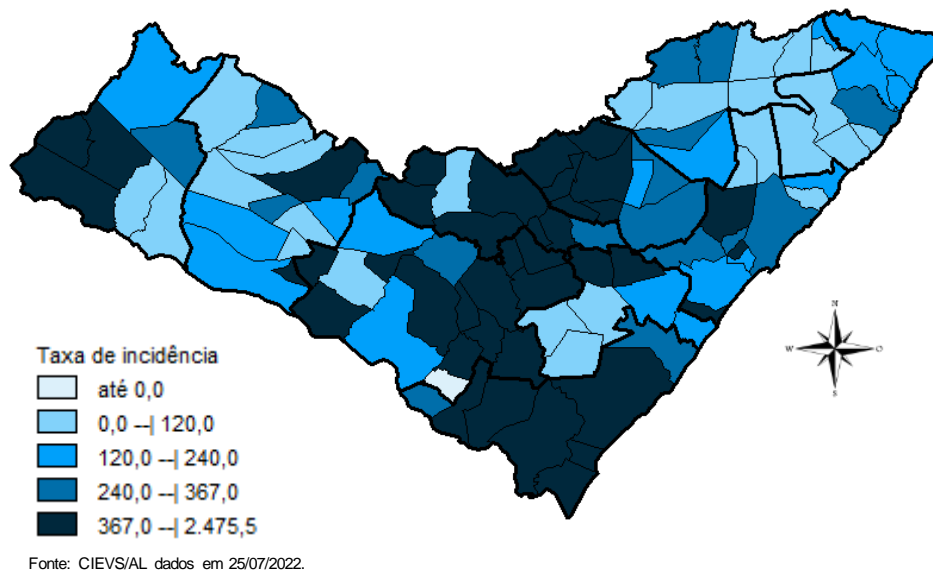 N
W
O
S
Taxa de incidência
até 0,0
0,0 --| 120,0
120,0 --| 240,0
240,0 --| 367,0
367,0 --| 2.475,5
Fonte: CIEVS/AL dados em 25/07/2022.